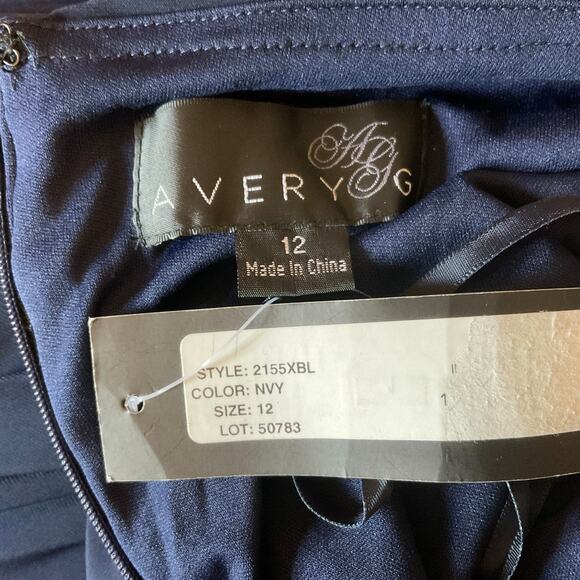 AG
AVERY G
12
Made In China
STYLE: 2155XBL
COLOR: NVY
SIZE: 12
LOT: 50783